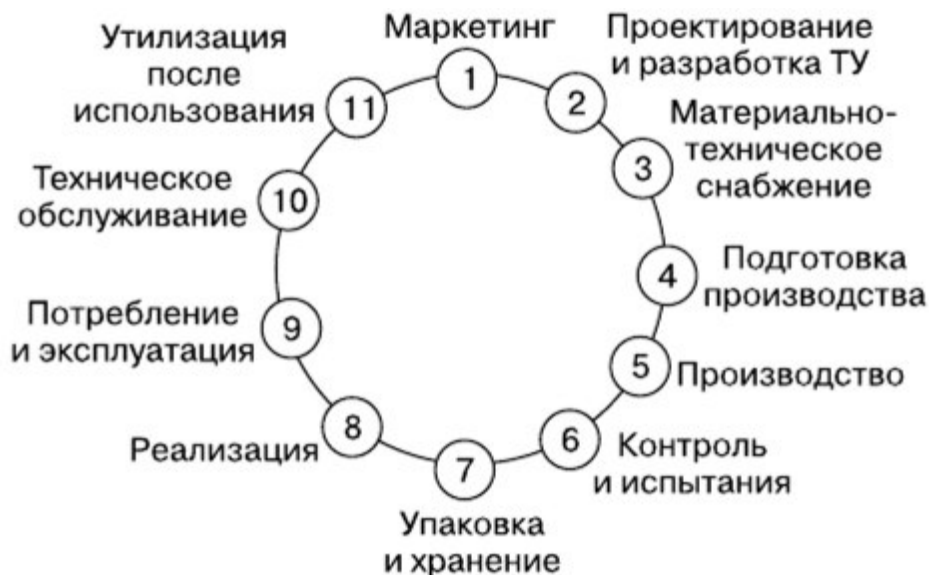 Маркетинг
1
Проектирование
и разработка ТУ
2
Материально-
техническое
снабжение
3
Подготовка
производства
4
Производство
5
Контроль
и испытания
6
Упаковка
и хранение
7
Реализация
8
Потребление
и эксплуатация
9
Техническое
обслуживание
10
Утилизация
после
использования
11